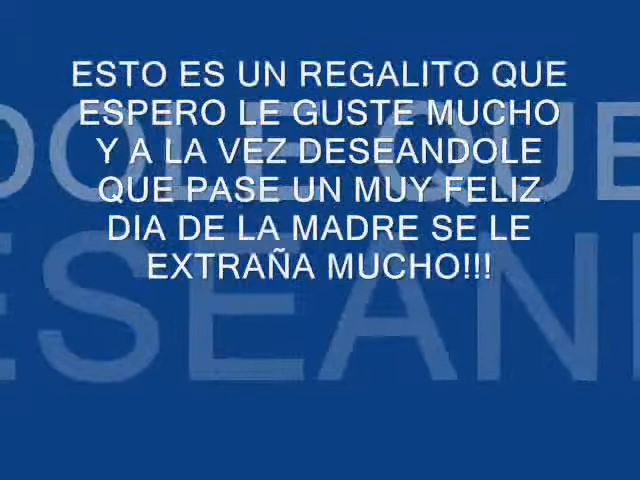 ESTO ES UN REGALITO QUE
ESPERO LE GUSTE MUCHO
Y A LA VEZ DESEANDOLE
QUE PASE UN MUY FELIZ
DIA DE LA MADRE SE LE
EXTRAÑA MUCHO!!!